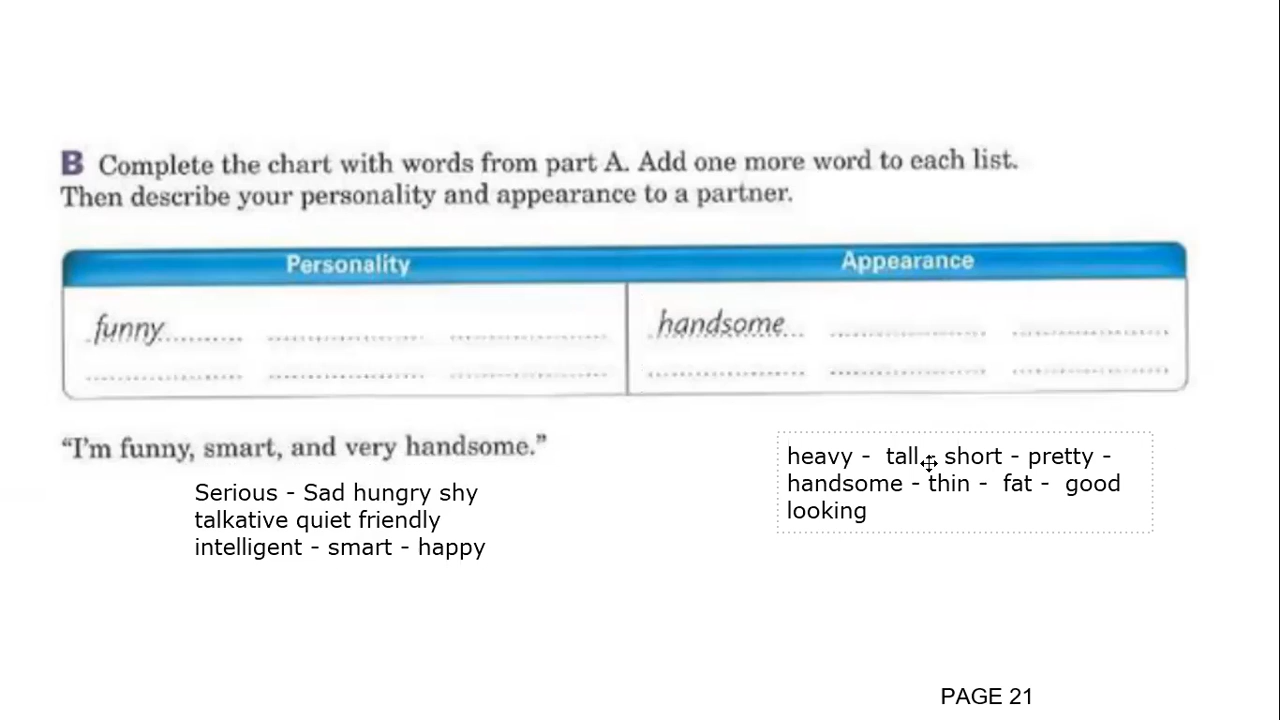 B Complete the chart with words from part A. Add one more word to each list.
Then describe your personality and appearance to a partner.
Personality
Appearance
funny
handsome
"I'm funny, smart, and very handsome."
heavy - tall - short - pretty -
handsome - thin - fat - good
looking
Serious - Sad hungry shy
talkative quiet friendly
intelligent - smart - happy
PAGE 21